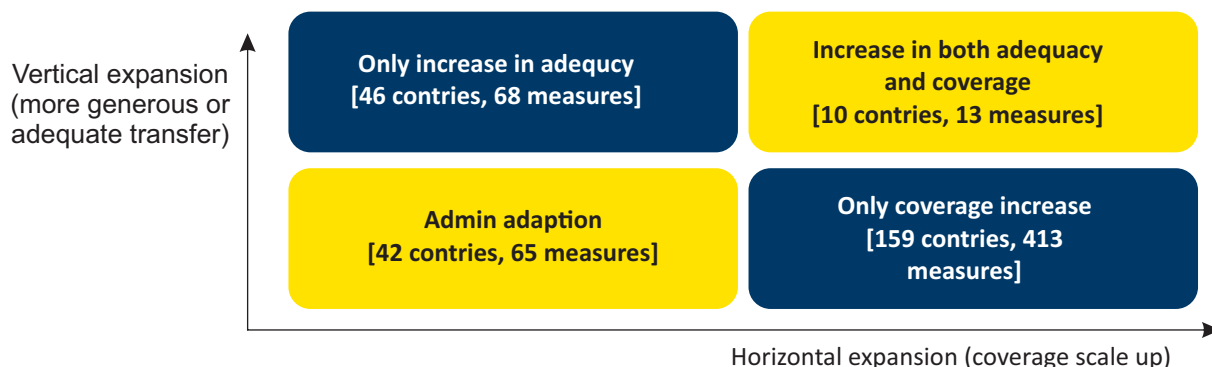 Vertical expansion
(more generous or
adequate transfer)
Only increase in adequcy
[46 contries, 68 measures]
Increase in both adequacy
and coverage
[10 contries, 13 measures]
Admin adaption
[42 contries, 65 measures]
Only coverage increase
[159 contries, 413
measures]
Horizontal expansion (coverage scale up)